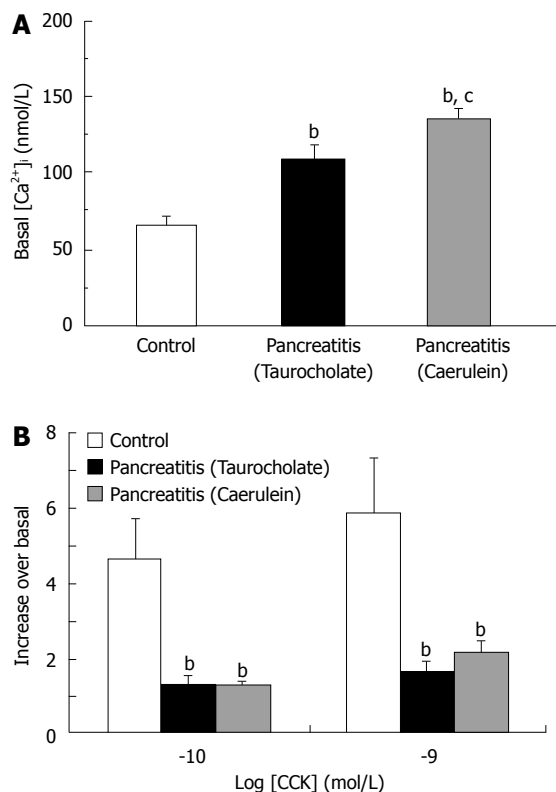 A
200
150
100
50
0
Basal [Ca²⁺]ᵢ (nmol/L)
b
b, c
Control
Pancreatitis
(Taurocholate)
Pancreatitis
(Caerulein)
B
8
6
4
2
0
Increase over basal
Control
Pancreatitis (Taurocholate)
Pancreatitis (Caerulein)
b
b
b
b
-10
-9
Log [CCK] (mol/L)